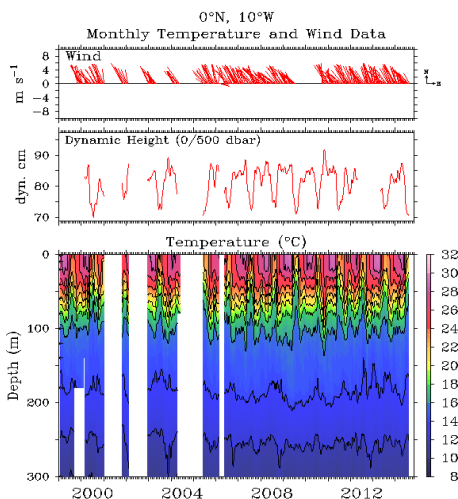 0°N, 10°W
Monthly Temperature and Wind Data
Wind
8
4
0
−4
−8
m s⁻¹
N
E
Dynamic Height (0/500 dbar)
90
80
70
dyn. cm
Temperature (°C)
0
100
200
300
Depth (m)
32
30
28
26
24
22
20
18
16
14
12
10
8
2000 2004 2008 2012